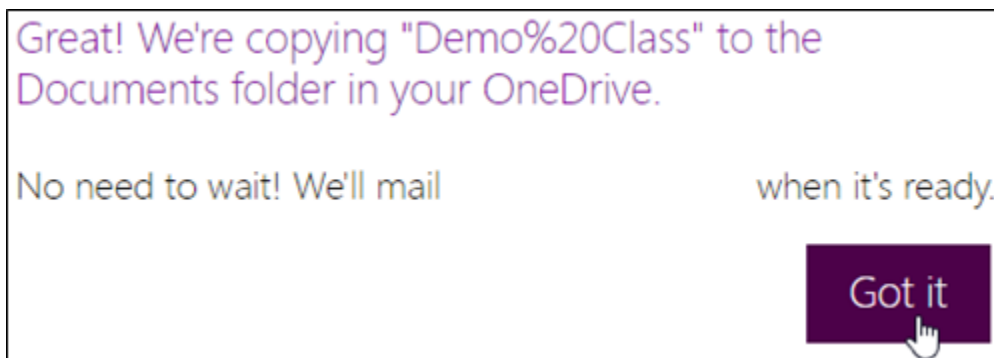 Great! We're copying "Demo%20Class" to the
Documents folder in your OneDrive.
No need to wait! We'll mail when it's ready.
Got it